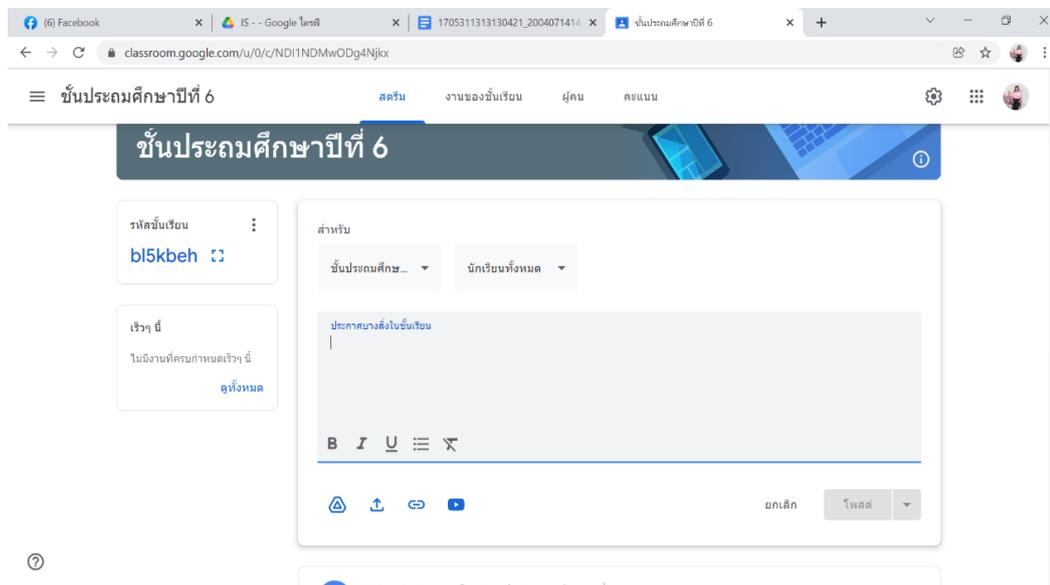 (6) Facebook
IS - - Google ไดรฟ์
1705311313130421_2004071414
ชั้นประถมศึกษาปีที่ 6
classroom.google.com/u/0/c/NDI1NDMwODg4Njkx
ชั้นประถมศึกษาปีที่ 6
สตรีม
งานของชั้นเรียน
ผู้คน
คะแนน
ชั้นประถมศึกษาปีที่ 6
รหัสชั้นเรียน
bl5kbeh
เร็วๆ นี้
ไม่มีงานที่ครบกำหนดเร็วๆ นี้
ดูทั้งหมด
สำหรับ
ชั้นประถมศึกษ...
นักเรียนทั้งหมด
ประกาศบางสิ่งในชั้นเรียน
B I U
ยกเลิก
โพสต์